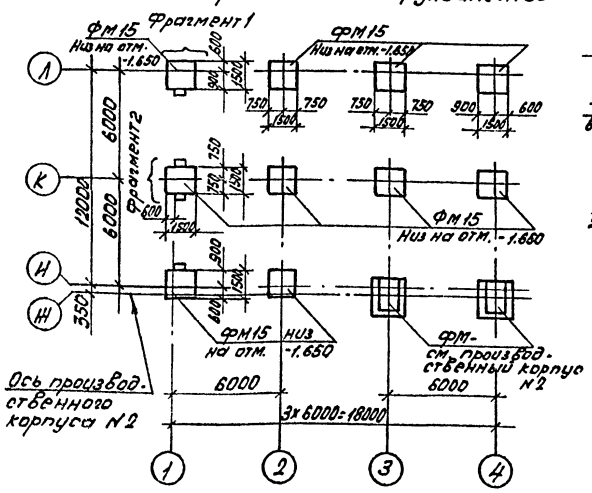 Фрагмент 1
ФМ15
Низ на отм.
-1.650
600
900
1500
ФМ15
Низ на отм.-1.650
750
750
1500
750
750
1500
900
600
1500
Л
6000
12000
6000
350
К
Фрагмент 2
750
750
1500
600
1500
ФМ15
Низ на отм. -1.650
Н
Ж
900
600
1500
ФМ15 низ
на отм. -1.650
ФМ-
см. производ-
ственный корпус
N2
Ось производ-
ственного
корпуса N2
6000
6000
3×6000=18000
1
2
3
4